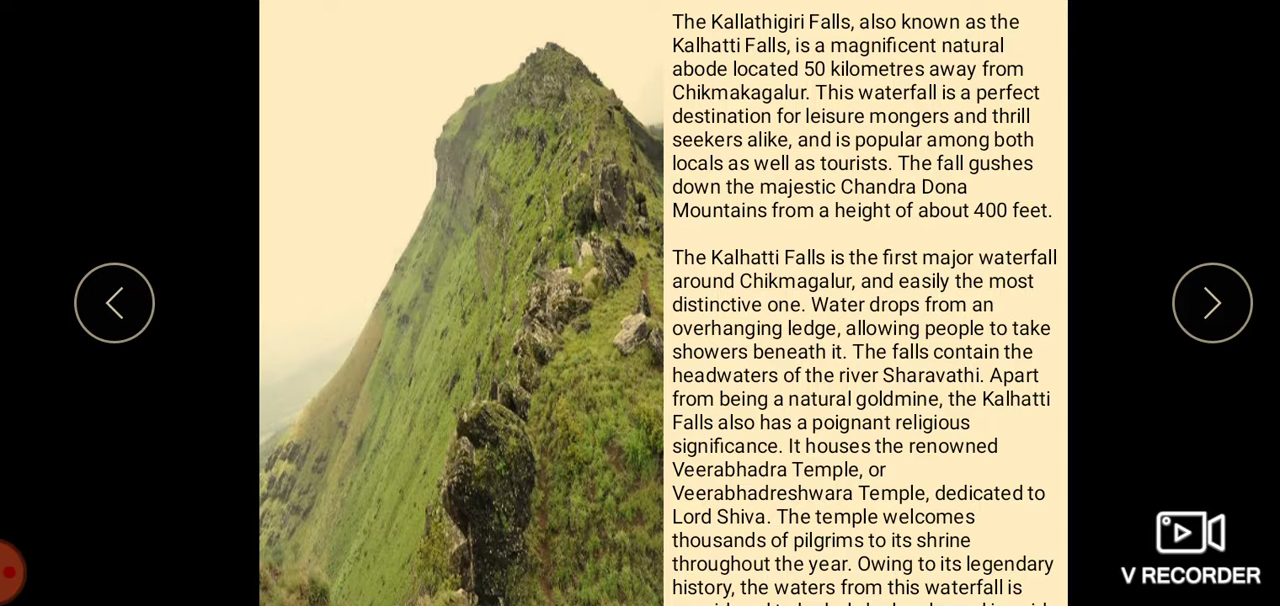 The Kallathigiri Falls, also known as the
Kalhatti Falls, is a magnificent natural
abode located 50 kilometres away from
Chikmakagalur. This waterfall is a perfect
destination for leisure mongers and thrill
seekers alike, and is popular among both
locals as well as tourists. The fall gushes
down the majestic Chandra Dona
Mountains from a height of about 400 feet.
The Kalhatti Falls is the first major waterfall
around Chikmagalur, and easily the most
distinctive one. Water drops from an
overhanging ledge, allowing people to take
showers beneath it. The falls contain the
headwaters of the river Sharavathi. Apart
from being a natural goldmine, the Kalhatti
Falls also has a poignant religious
significance. It houses the renowned
Veerabhadra Temple, or
Veerabhadreshwara Temple, dedicated to
Lord Shiva. The temple welcomes
thousands of pilgrims to its shrine
throughout the year. Owing to its legendary
history, the waters from this waterfall is
V RECORDER